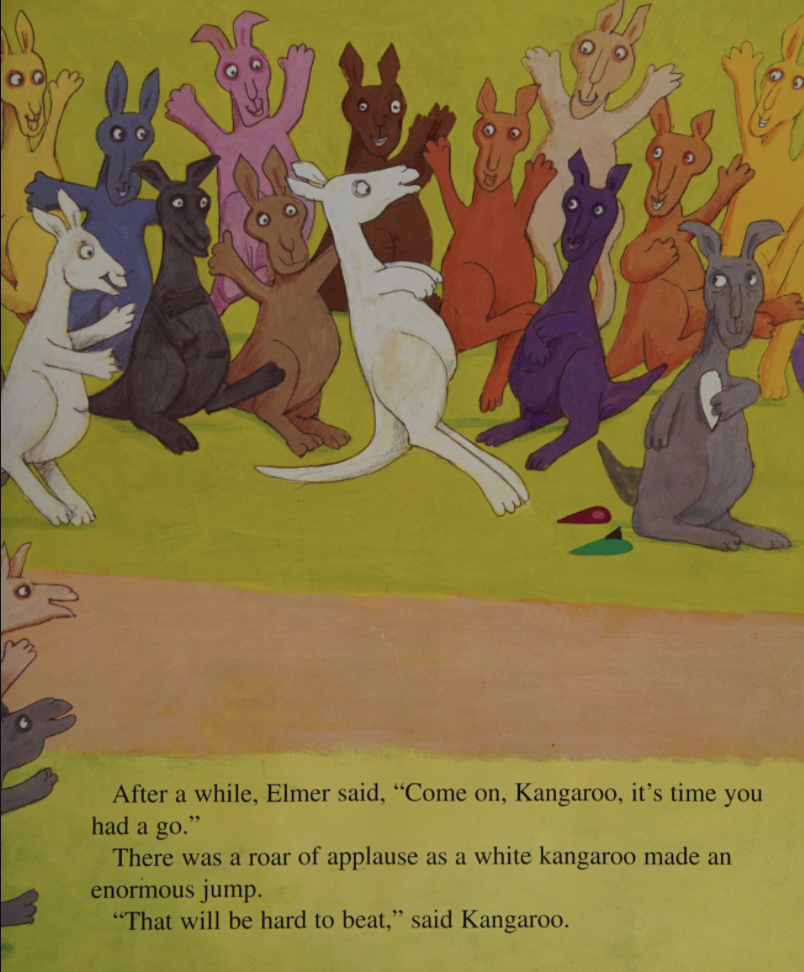 After a while, Elmer said, “Come on, Kangaroo, it’s time you
had a go.”
There was a roar of applause as a white kangaroo made an
enormous jump.
“That will be hard to beat,” said Kangaroo.